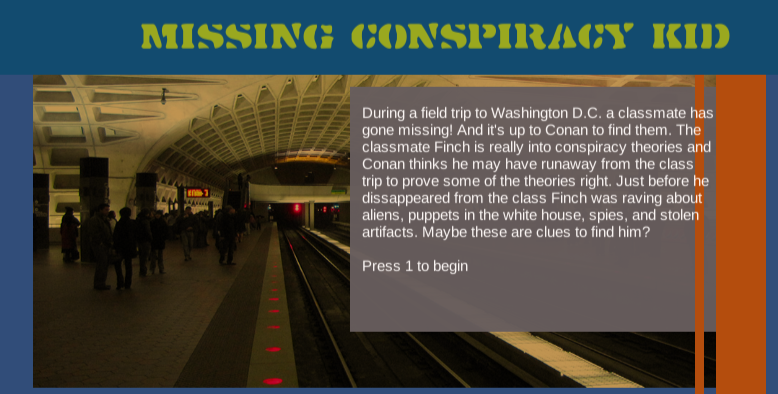 MISSING CONSPIRACY KID
During a field trip to Washington D.C. a classmate has
gone missing! And it's up to Conan to find them. The
classmate Finch is really into conspiracy theories and
Conan thinks he may have runaway from the class
trip to prove some of the theories right. Just before he
dissappeared from the class Finch was raving about
aliens, puppets in the white house, spies, and stolen
artifacts. Maybe these are clues to find him?
Press 1 to begin